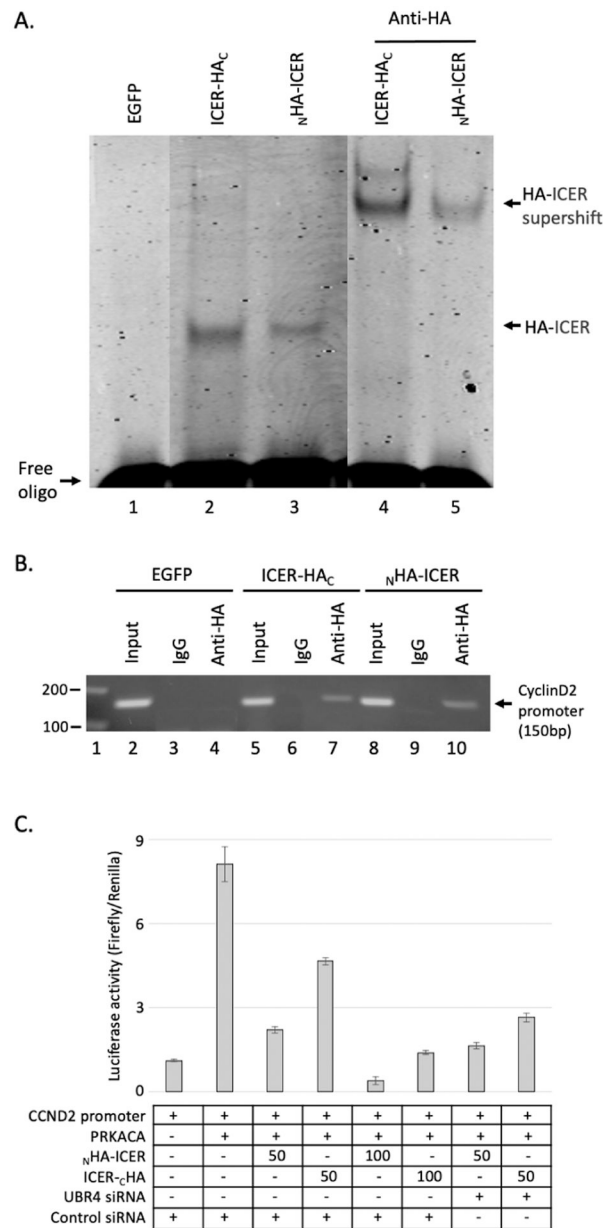 A.
Anti-HA
EGFP
ICER-HAC
NHA-ICER
ICER-HAC
NHA-ICER
HA-ICER
supershift
HA-ICER
Free
oligo
1 2 3 4 5
B.
EGFP ICER-HAC NHA-ICER
Input IgG Anti-HA Input IgG Anti-HA Input IgG Anti-HA
200
100
CyclinD2
promoter
(150bp)
1 2 3 4 5 6 7 8 9 10
C.
Luciferase activity (Firefly/Renilla)
9
6
3
0
CCND2 promoter + + + + + + + +
PRKACA - + + + + + + +
NHA-ICER - - 50 - 100 - 50 -
ICER-CHA - - - 50 - 100 - 50
UBR4 siRNA - - - - - - + +
Control siRNA + + + + + + - -